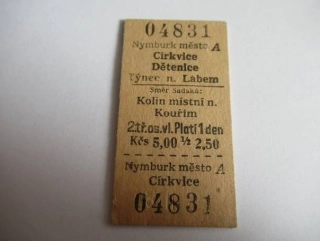 04831
Nymburk město A
Církvice
Dětenice
Týnec n. Labem
Směr Sadská:
Kolín místní n.
Kouřim
2.tř.os.vl. Platí 1 den
Kčs 5,00 ½ 2,50
Nymburk město A
Církvice
04831